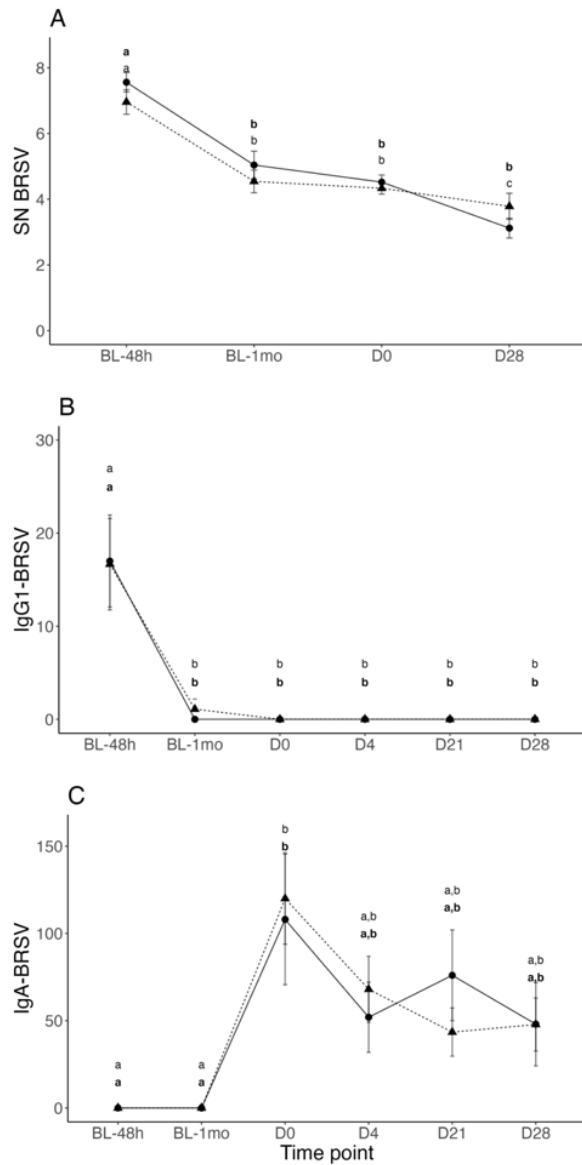 A
SN BRSV
8
6
4
2
0
a
a
b
b
b
b
b
c
BL-48h BL-1mo D0 D28
B
IgG1-BRSV
30
20
10
0
a
a
b b b b b
b b b b b
BL-48h BL-1mo D0 D4 D21 D28
C
IgA-BRSV
150
100
50
0
b
b
a,b
a,b
a,b
a,b
a,b
a,b
a a
a a
BL-48h BL-1mo D0 D4 D21 D28
Time point